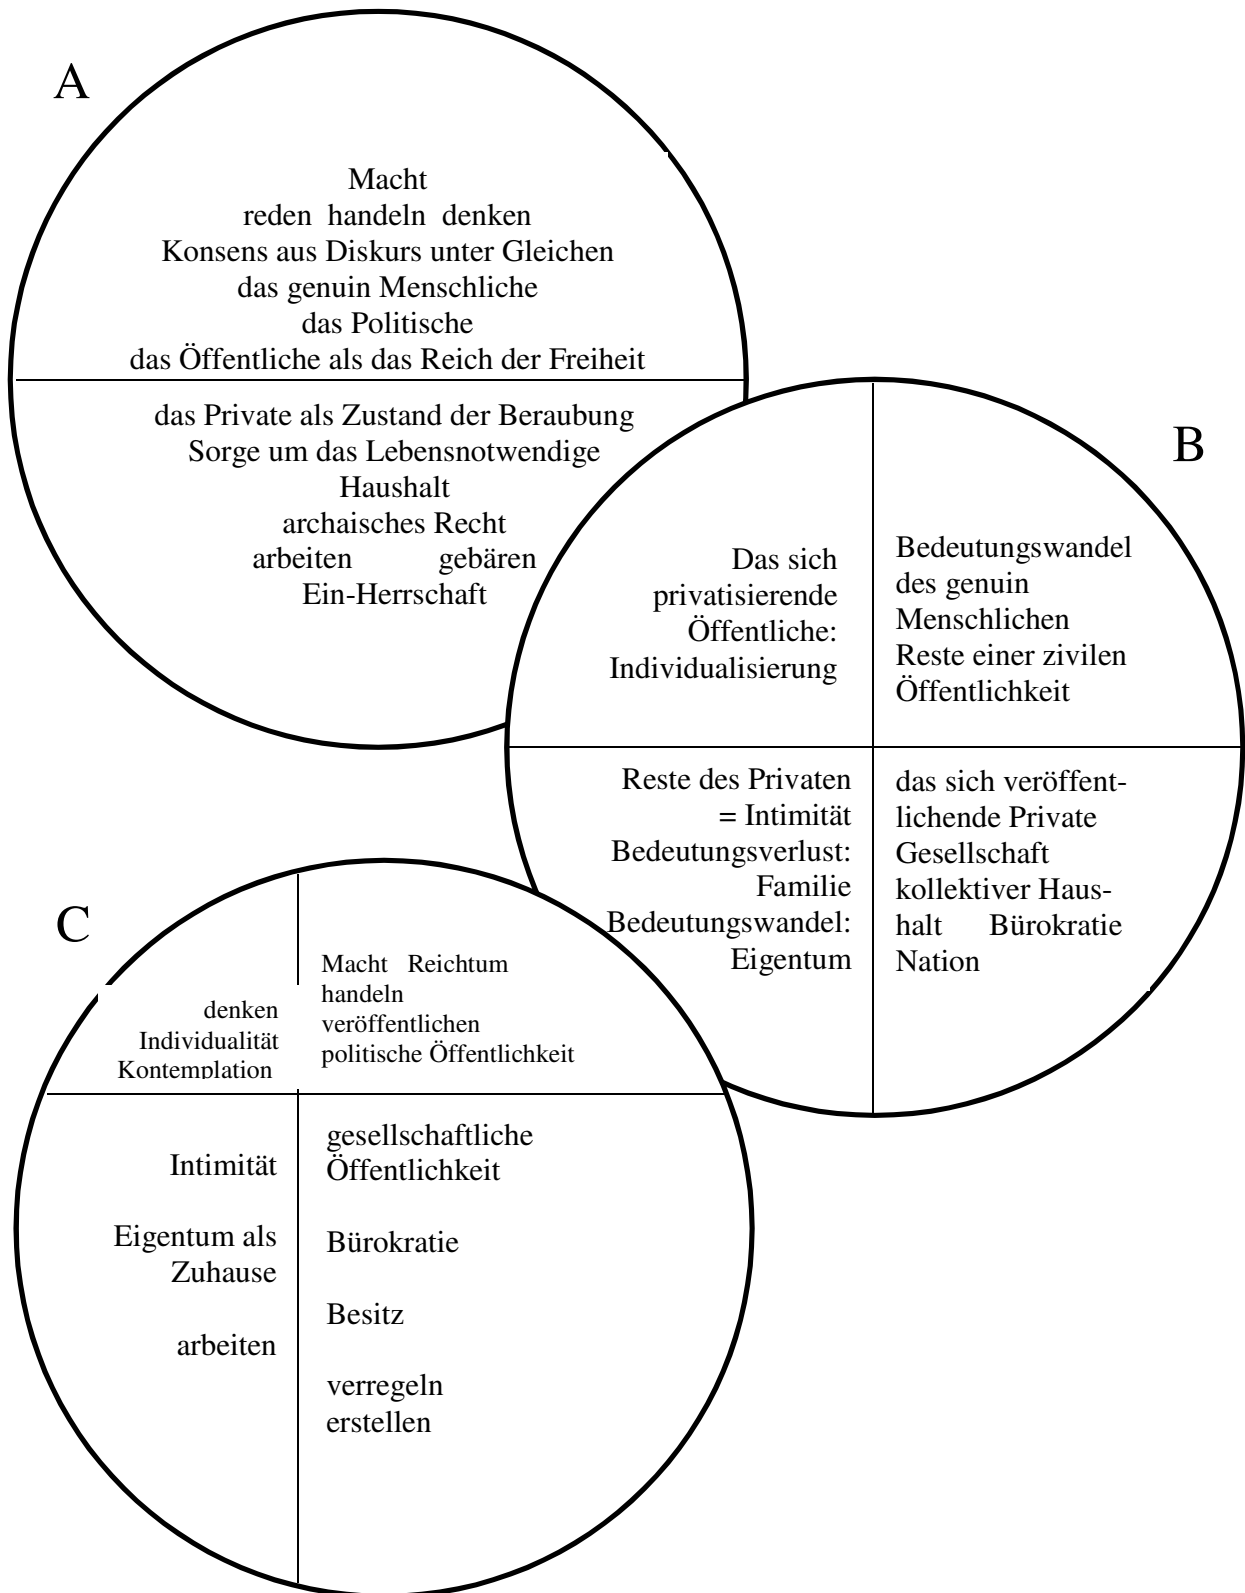 A
Macht
reden handeln denken
Konsens aus Diskurs unter Gleichen
das genuin Menschliche
das Politische
das Öffentliche als das Reich der Freiheit
das Private als Zustand der Beraubung
Sorge um das Lebensnotwendige
Haushalt
archaisches Recht
arbeiten gebären
Ein-Herrschaft
B
Das sich
privatisierende
Öffentliche:
Individualisierung
Bedeutungswandel
des genuin
Menschlichen
Reste einer zivilen
Öffentlichkeit
Reste des Privaten
= Intimität
Bedeutungsverlust:
Familie
Bedeutungswandel:
Eigentum
das sich veröffent-
lichende Private
Gesellschaft
kollektiver Haus-
halt Bürokratie
Nation
C
denken
Individualität
Kontemplation
Macht Reichtum
handeln
veröffentlichen
politische Öffentlichkeit
Intimität
Eigentum als
Zuhause
arbeiten
gesellschaftliche
Öffentlichkeit
Bürokratie
Besitz
verregeln
erstellen